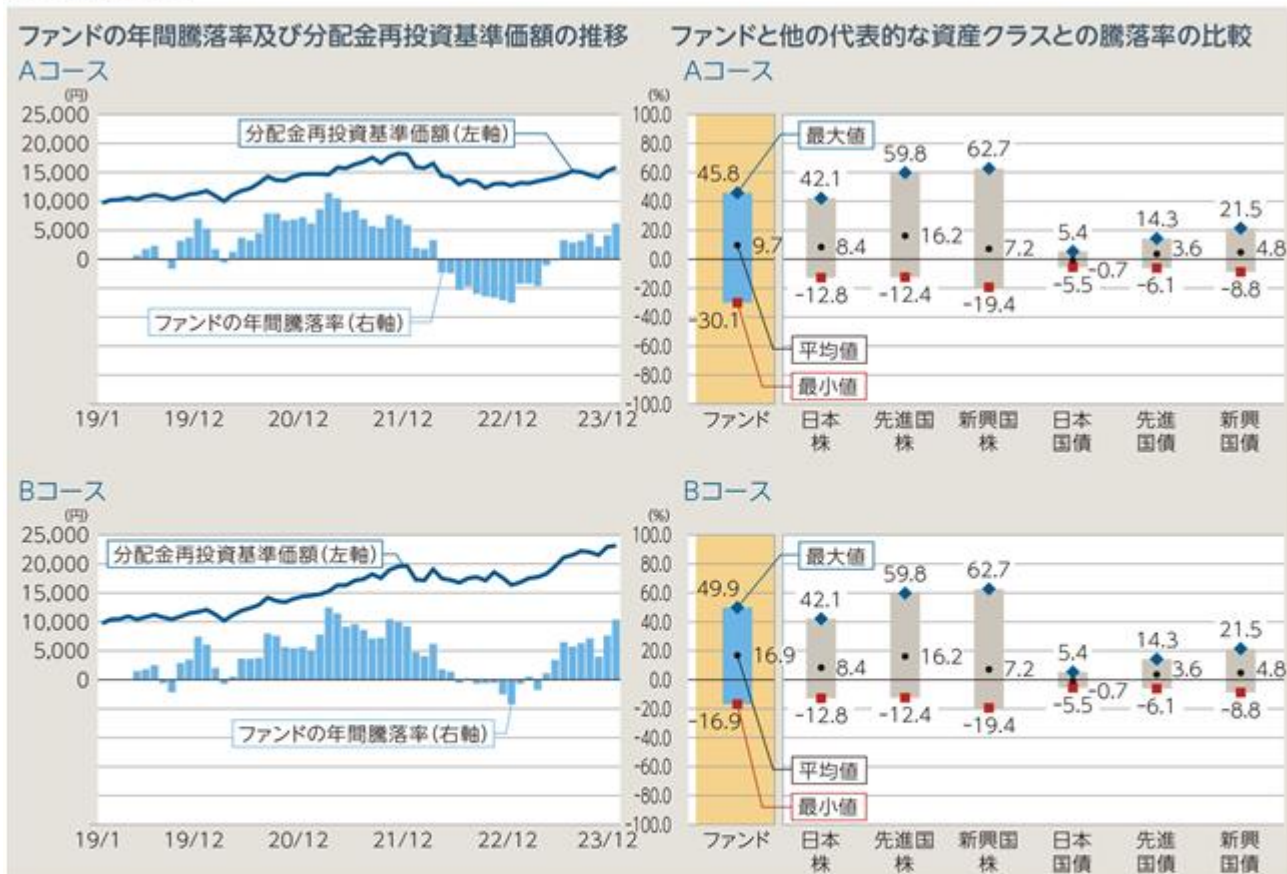 ファンドの年間騰落率及び分配金再投資基準価額の推移
Aコース
(円)
25,000
20,000
15,000
10,000
5,000
0
(%)
100.0
80.0
60.0
40.0
20.0
0.0
-20.0
-40.0
-60.0
-80.0
-100.0
分配金再投資基準価額(左軸)
ファンドの年間騰落率(右軸)
19/1 19/12 20/12 21/12 22/12 23/12
ファンドと他の代表的な資産クラスとの騰落率の比較
Aコース
最大値
平均値
最小値
45.8 42.1 59.8 62.7 5.4 14.3 21.5
9.7 8.4 16.2 7.2 -0.7 3.6 4.8
-30.1 -12.8 -12.4 -19.4 -5.5 -6.1 -8.8
ファンド 日本 先進国 新興国 日本 先進 新興
株 株 株 国債 国債 国債
Bコース
(円)
25,000
20,000
15,000
10,000
5,000
0
(%)
100.0
80.0
60.0
40.0
20.0
0.0
-20.0
-40.0
-60.0
-80.0
-100.0
分配金再投資基準価額(左軸)
ファンドの年間騰落率(右軸)
19/1 19/12 20/12 21/12 22/12 23/12
Bコース
最大値
平均値
最小値
49.9 42.1 59.8 62.7 5.4 14.3 21.5
16.9 8.4 16.2 7.2 -0.7 3.6 4.8
-16.9 -12.8 -12.4 -19.4 -5.5 -6.1 -8.8
ファンド 日本 先進国 新興国 日本 先進 新興
株 株 株 国債 国債 国債